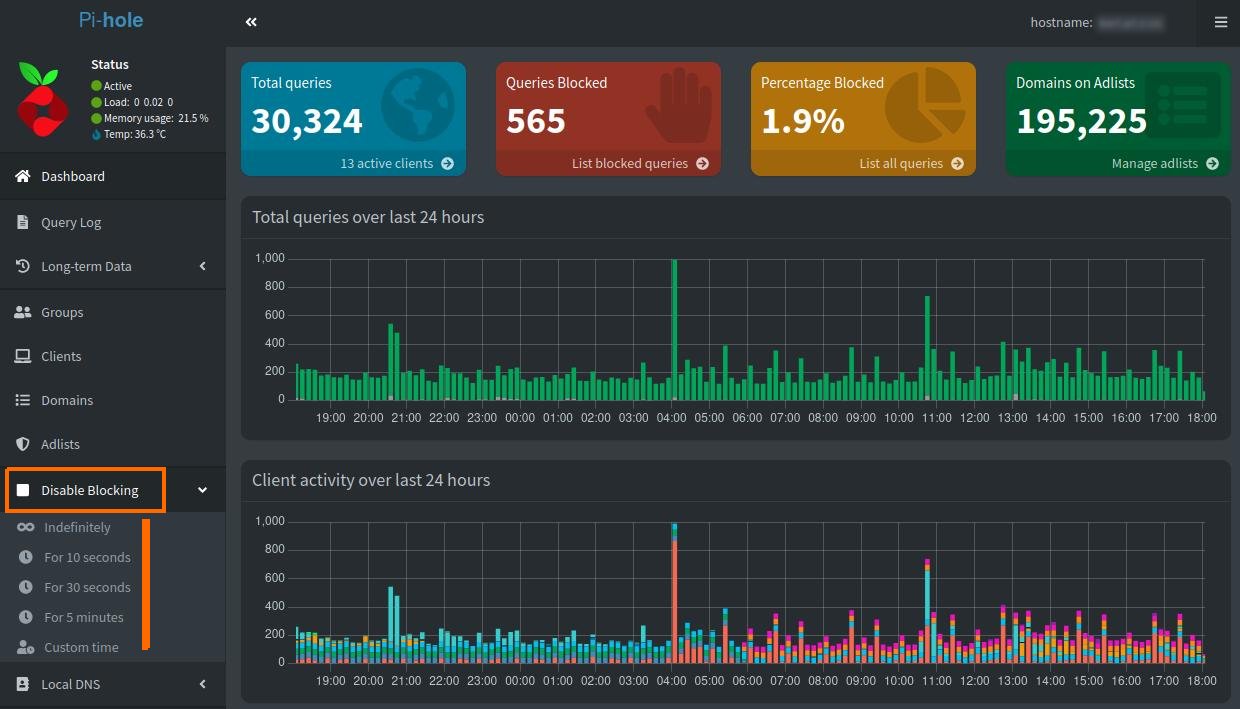 Pi-hole
hostname:
Status
Active
Load: 0 0.02 0
Memory usage: 21.5 %
Temp: 36.3 °C
Dashboard
Query Log
Long-term Data
Groups
Clients
Domains
Adlists
Disable Blocking
Indefinitely
For 10 seconds
For 30 seconds
For 5 minutes
Custom time
Local DNS
Total queries
30,324
13 active clients
Queries Blocked
565
List blocked queries
Percentage Blocked
1.9%
List all queries
Domains on Adlists
195,225
Manage adlists
Total queries over last 24 hours
1,000
800
600
400
200
0
19:00 20:00 21:00 22:00 23:00 00:00 01:00 02:00 03:00 04:00 05:00 06:00 07:00 08:00 09:00 10:00 11:00 12:00 13:00 14:00 15:00 16:00 17:00 18:00
Client activity over last 24 hours
1,000
800
600
400
200
0
19:00 20:00 21:00 22:00 23:00 00:00 01:00 02:00 03:00 04:00 05:00 06:00 07:00 08:00 09:00 10:00 11:00 12:00 13:00 14:00 15:00 16:00 17:00 18:00